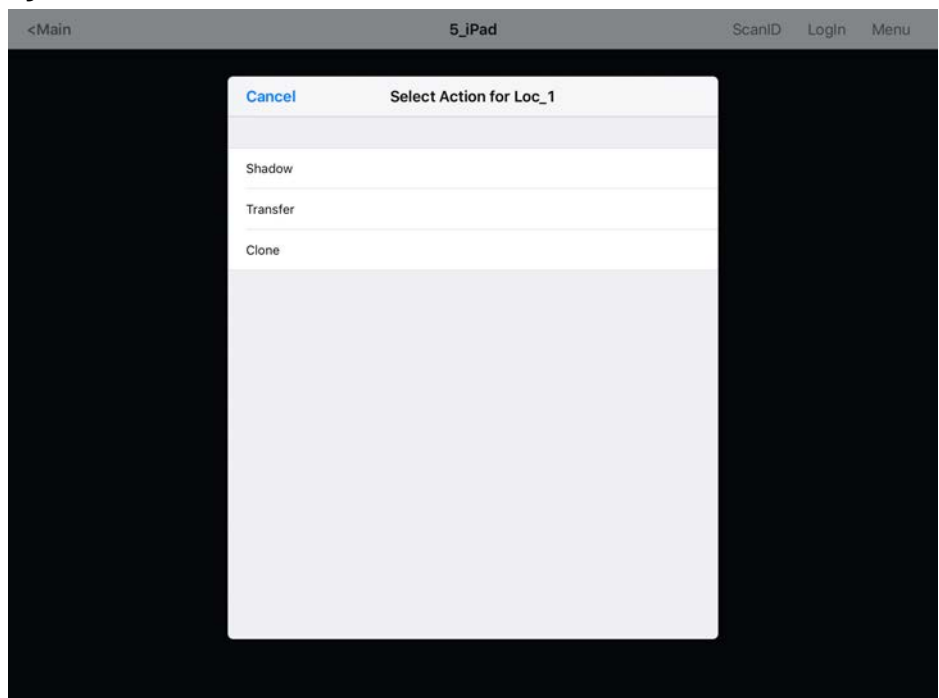 <Main 5_iPad ScanID LogIn Menu
Cancel Select Action for Loc_1
Shadow
Transfer
Clone